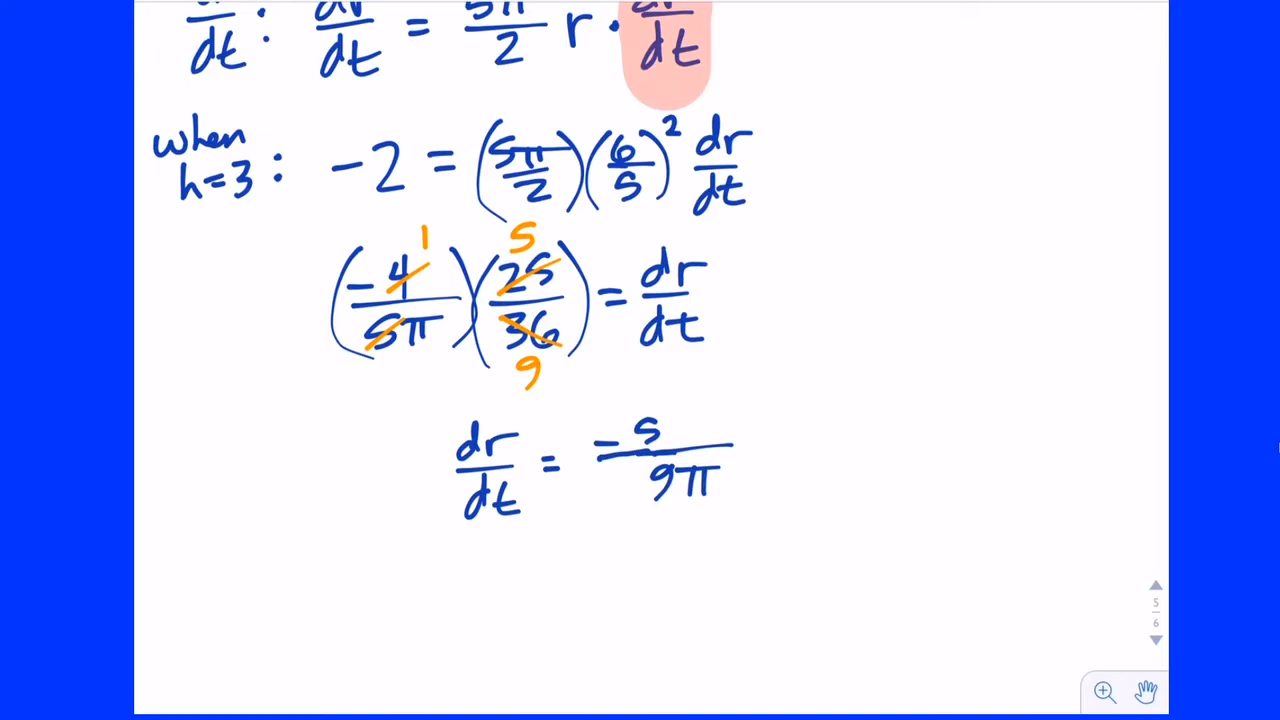 d/dt: dV/dt = 5π/2 r · dr/dt
when h=3: -2 = (5π/2)(6/5)² dr/dt
1 5
(-4/5π)(25/36) = dr/dt
9
dr/dt = -5/9π
5/6